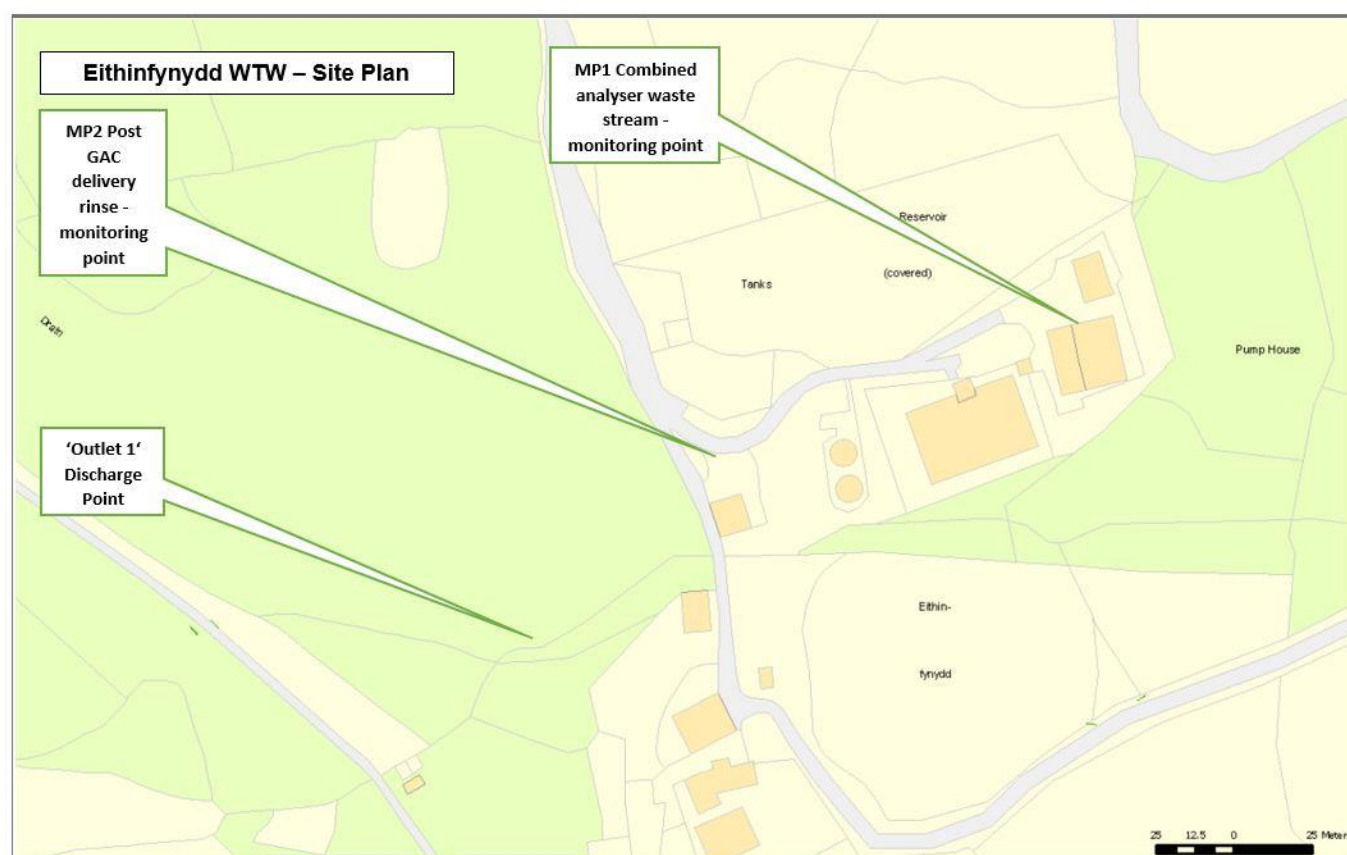 Eithinfynydd WTW – Site Plan
MP1 Combined
analyser waste
stream -
monitoring point
MP2 Post
GAC
delivery
rinse -
monitoring
point
Reservoir
(covered)
Tanks
Drain
Pump House
‘Outlet 1‘
Discharge
Point
Eithin-
fynydd
25 12.5 0 25 Meter